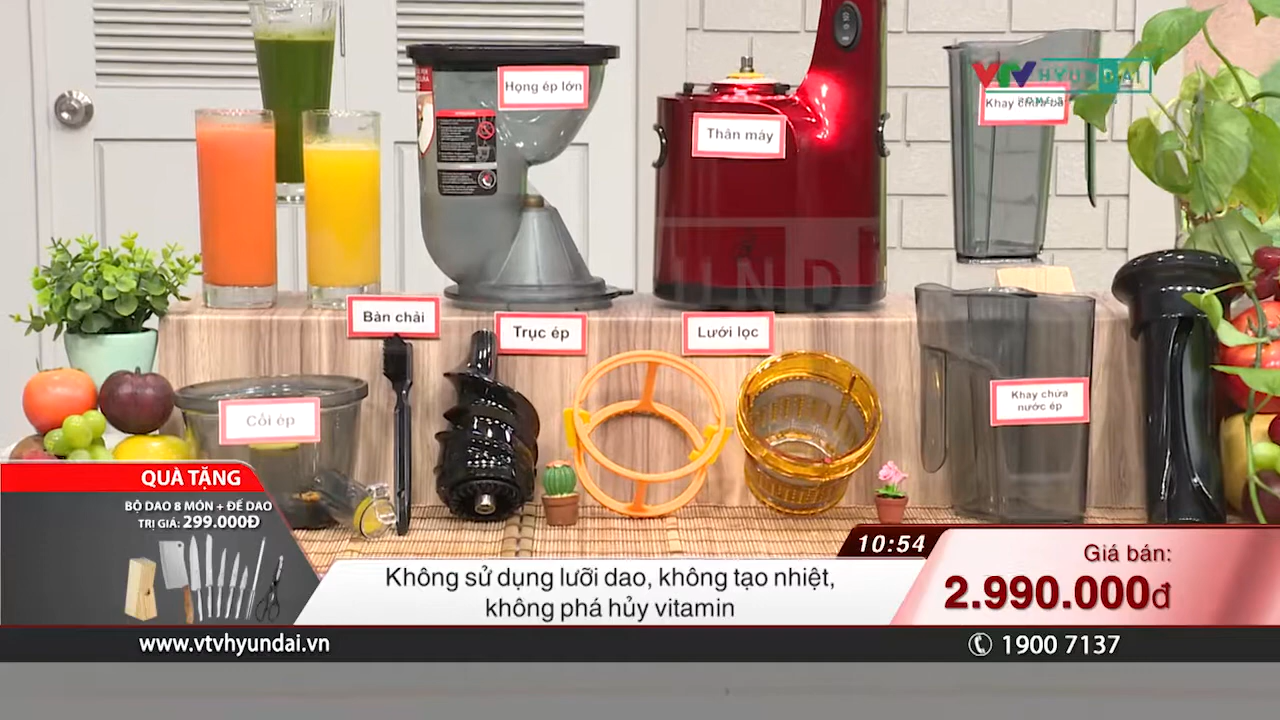 Họng ép lớn
Thân máy
VTV HYUNDAI
Khay chứa bã
Bàn chải
Trục ép
Lưới lọc
Cối ép
Khay chứa
nước ép
QUÀ TẶNG
BỘ DAO 8 MÓN + ĐẾ DAO
TRỊ GIÁ: 299.000Đ
Không sử dụng lưỡi dao, không tạo nhiệt,
không phá hủy vitamin
10:54
Giá bán:
2.990.000đ
www.vtvhyundai.vn
1900 7137